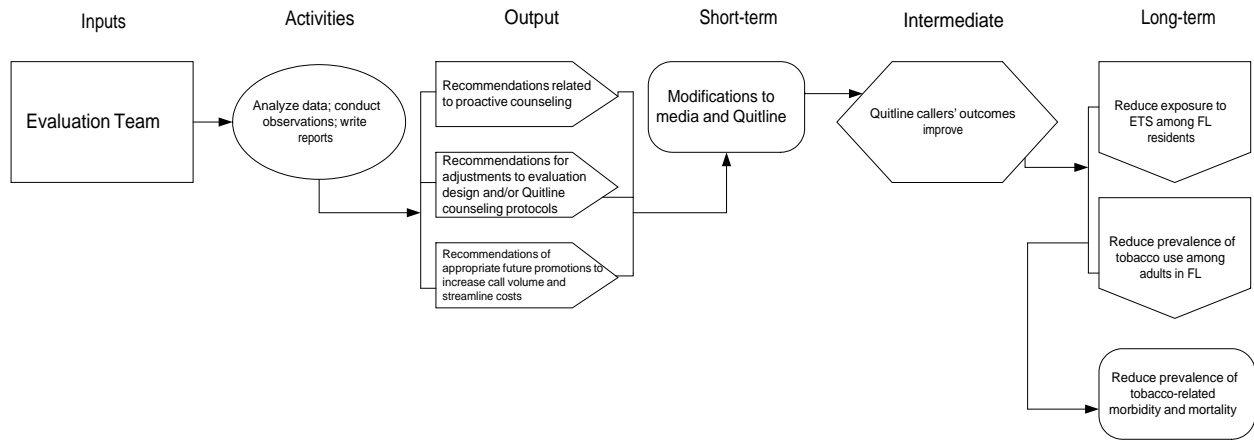 Inputs
Activities
Output
Short-term
Intermediate
Long-term
Evaluation Team
Analyze data; conduct
observations; write
reports
Recommendations related
to proactive counseling
Recommendations for
adjustments to evaluation
design and/or Quitline
counseling protocols
Recommendations of
appropriate future promotions to
increase call volume and
streamline costs
Modifications to
media and Quitline
Quitline callers' outcomes
improve
Reduce exposure to
ETS among FL
residents
Reduce prevalence of
tobacco use among
adults in FL
Reduce prevalence of
tobacco-related
morbidity and mortality